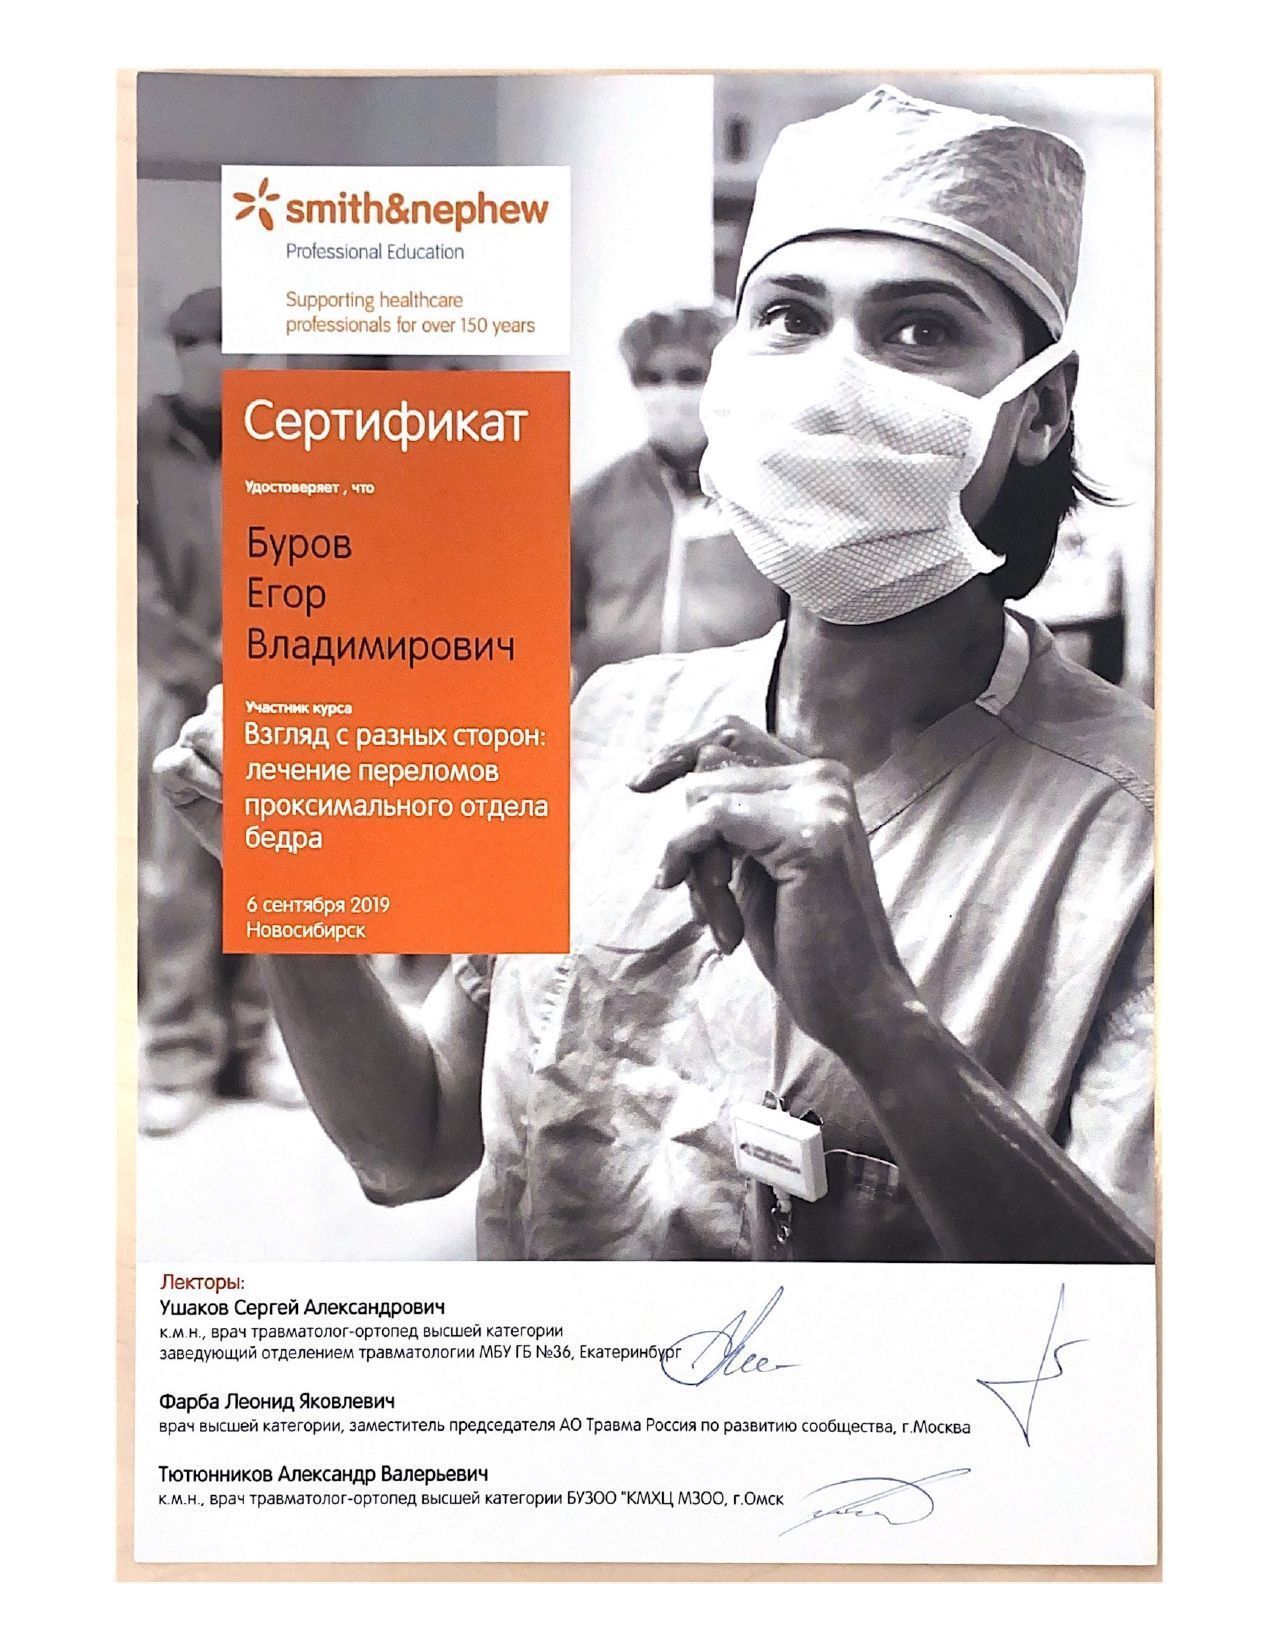 smith&nephew
Professional Education
Supporting healthcare
professionals for over 150 years
Сертификат
Удостоверяет , что
Буров
Егор
Владимирович
Участник курса
Взгляд с разных сторон:
лечение переломов
проксимального отдела
бедра
6 сентября 2019
Новосибирск
Лекторы:
Ушаков Сергей Александрович
к.м.н., врач травматолог-ортопед высшей категории
заведующий отделением травматологии МБУ ГБ №36, Екатеринбург
Фарба Леонид Яковлевич
врач высшей категории, заместитель председателя АО Травма Россия по развитию сообщества, г.Москва
Тютюнников Александр Валерьевич
к.м.н., врач травматолог-ортопед высшей категории БУЗОО "КМХЦ МЗОО, г.Омск